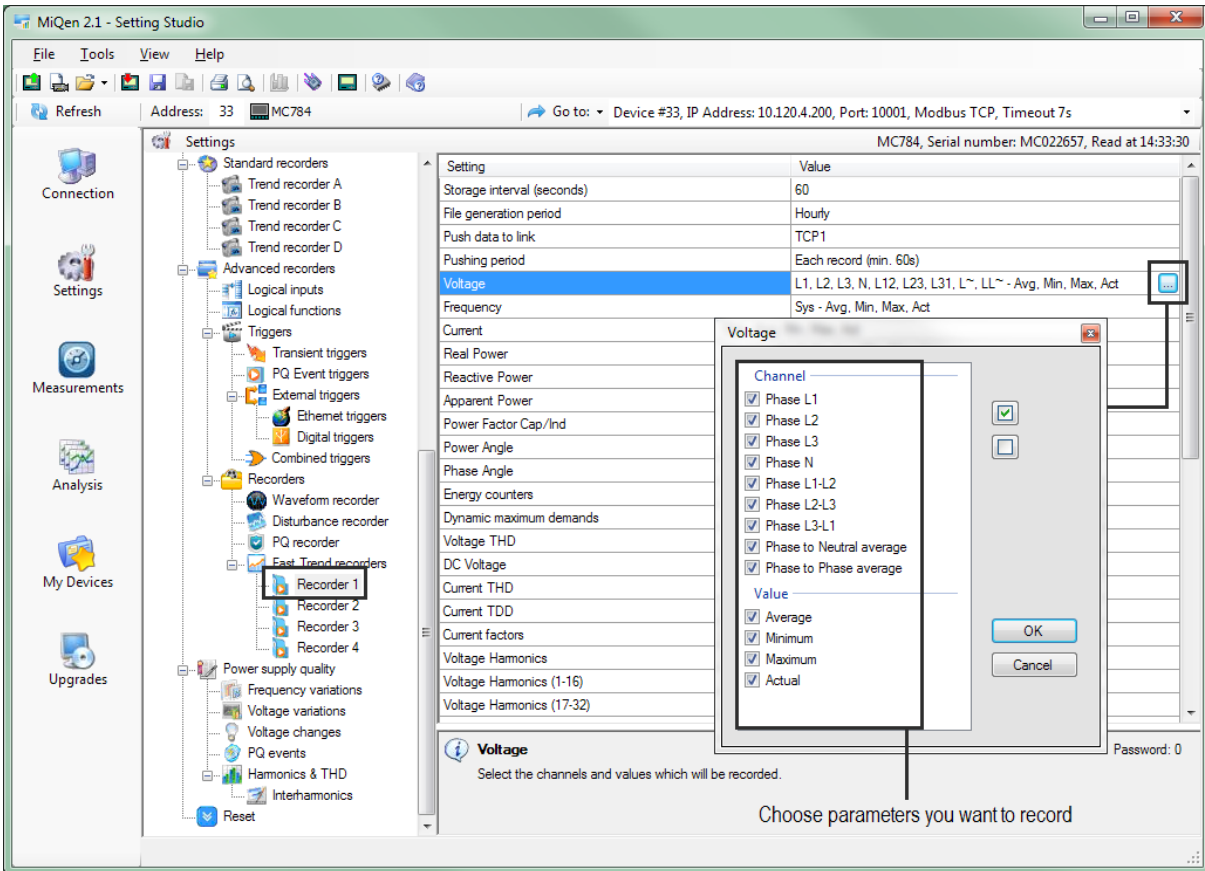 MiQen 2.1 - Setting Studio
File Tools View Help
Refresh Address: 33 MC784 Go to: Device #33, IP Address: 10.120.4.200, Port: 10001, Modbus TCP, Timeout 7s
Settings MC784, Serial number: MC022657, Read at 14:33:30
Connection
Settings
Measurements
Analysis
My Devices
Upgrades
Standard recorders
Trend recorder A
Trend recorder B
Trend recorder C
Trend recorder D
Advanced recorders
Logical inputs
Logical functions
Triggers
Transient triggers
PQ Event triggers
External triggers
Ethernet triggers
Digital triggers
Combined triggers
Recorders
Waveform recorder
Disturbance recorder
PQ recorder
Fast Trend recorders
Recorder 1
Recorder 2
Recorder 3
Recorder 4
Power supply quality
Frequency variations
Voltage variations
Voltage changes
PQ events
Harmonics & THD
Interharmonics
Reset
Setting Value
Storage interval (seconds) 60
File generation period Hourly
Push data to link TCP1
Pushing period Each record (min. 60s)
Voltage L1, L2, L3, N, L12, L23, L31, L~, LL~ - Avg, Min, Max, Act ...
Frequency Sys - Avg, Min, Max, Act
Current
Real Power
Reactive Power
Apparent Power
Power Factor Cap/Ind
Power Angle
Phase Angle
Energy counters
Dynamic maximum demands
Voltage THD
DC Voltage
Current THD
Current TDD
Current factors
Voltage Harmonics
Voltage Harmonics (1-16)
Voltage Harmonics (17-32)
Voltage
Channel
Phase L1
Phase L2
Phase L3
Phase N
Phase L1-L2
Phase L2-L3
Phase L3-L1
Phase to Neutral average
Phase to Phase average
Value
Average
Minimum
Maximum
Actual
OK
Cancel
Voltage Password: 0
Select the channels and values which will be recorded.
Choose parameters you want to record